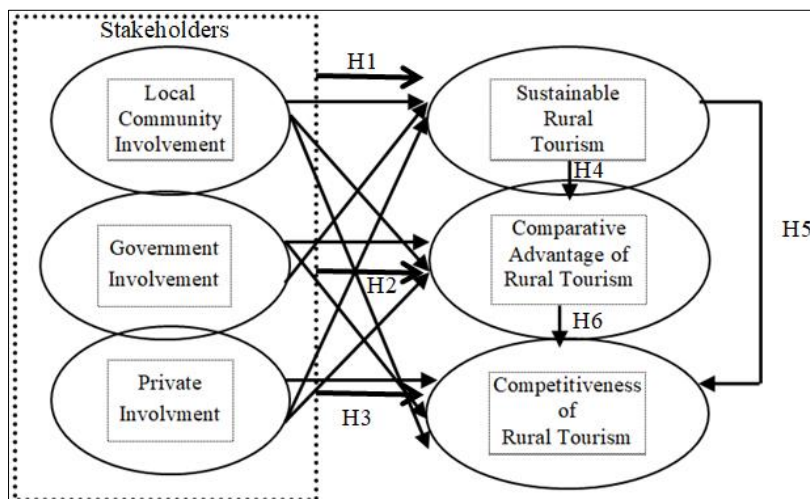 Stakeholders
Local
Community
Involvement
Government
Involvement
Private
Involvment
H1
H2
H3
Sustainable
Rural
Tourism
H4
Comparative
Advantage of
Rural Tourism
H6
Competitiveness
of
Rural Tourism
H5